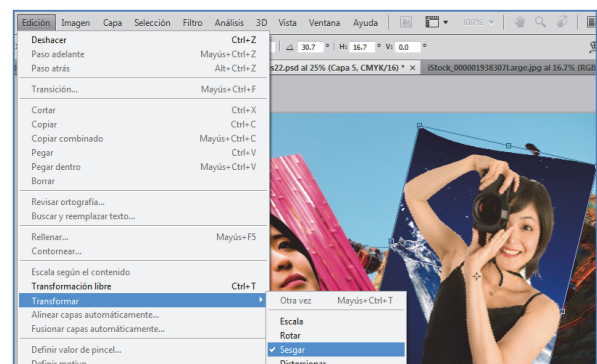 Edición Imagen Capa Selección Filtro Análisis 3D Vista Ventana Ayuda Br 100%
30.7 ° H: 16.7 ° V: 0.0 °
s22.psd al 25% (Capa 5, CMYK/16) * × iStock_000001938307Large.jpg al 16.7% (RGB
Deshacer Ctrl+Z
Paso adelante Mayús+Ctrl+Z
Paso atrás Alt+Ctrl+Z
Transición... Mayús+Ctrl+F
Cortar Ctrl+X
Copiar Ctrl+C
Copiar combinado Mayús+Ctrl+C
Pegar Ctrl+V
Pegar dentro Mayús+Ctrl+V
Borrar
Revisar ortografía...
Buscar y reemplazar texto...
Rellenar... Mayús+F5
Contornear...
Escala según el contenido
Transformación libre Ctrl+T
Transformar
Alinear capas automáticamente...
Fusionar capas automáticamente...
Definir valor de pincel...
Definir motivo...
Otra vez Mayús+Ctrl+T
Escala
Rotar
Sesgar
Distorsionar